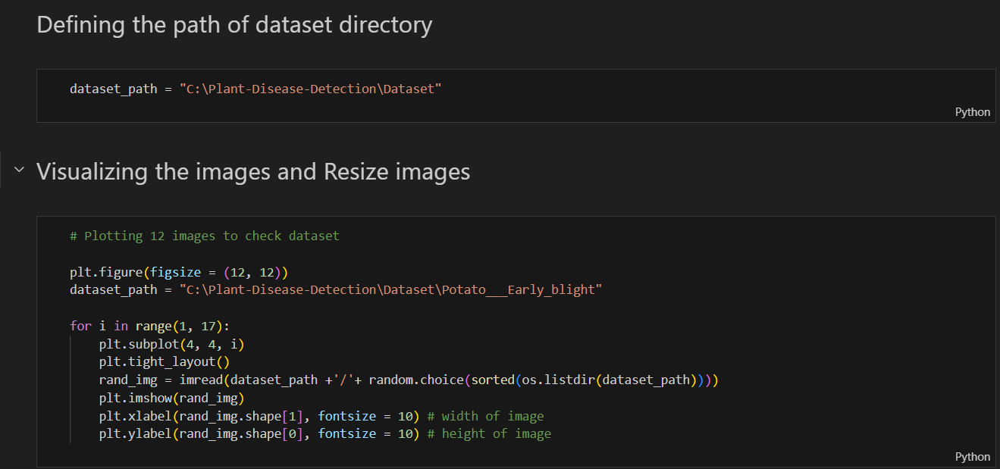 Defining the path of dataset directory
dataset_path = "C:\Plant-Disease-Detection\Dataset"
Python
Visualizing the images and Resize images
# Plotting 12 images to check dataset
plt.figure(figsize = (12, 12))
dataset_path = "C:\Plant-Disease-Detection\Dataset\Potato___Early_blight"
for i in range(1, 17):
plt.subplot(4, 4, i)
plt.tight_layout()
rand_img = imread(dataset_path +'/'+ random.choice(sorted(os.listdir(dataset_path))))
plt.imshow(rand_img)
plt.xlabel(rand_img.shape[1], fontsize = 10) # width of image
plt.ylabel(rand_img.shape[0], fontsize = 10) # height of image
Python